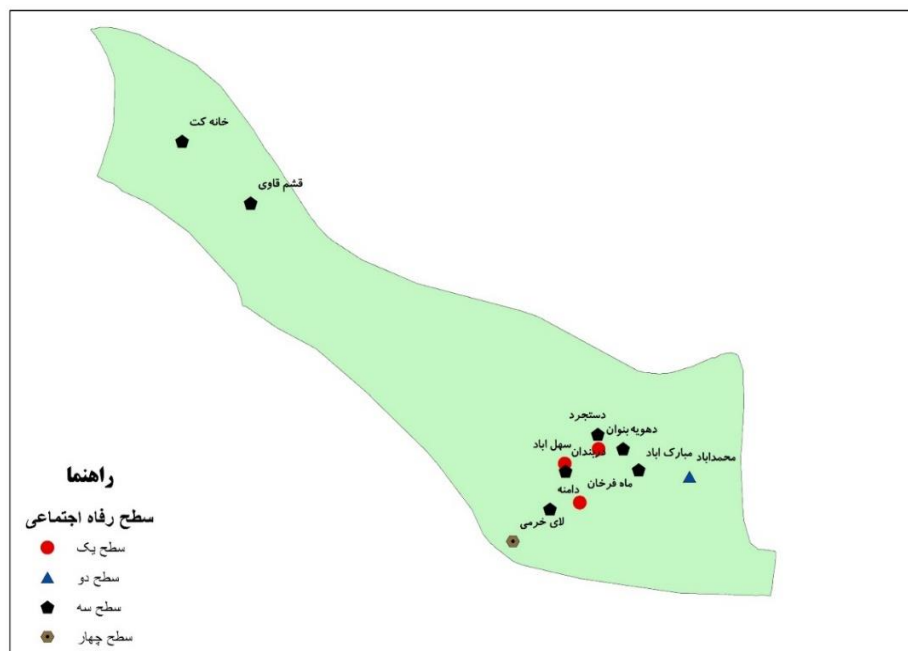 خانه کت
قشم قاوی
دستجرد
دهویه بنوان
سهل اباد
دربندان
محمداباد
مبارک اباد
ماه فرخان
دامنه
لای خرمی
راهنما
سطح رفاه اجتماعی
سطح یک
سطح دو
سطح سه
سطح چهار